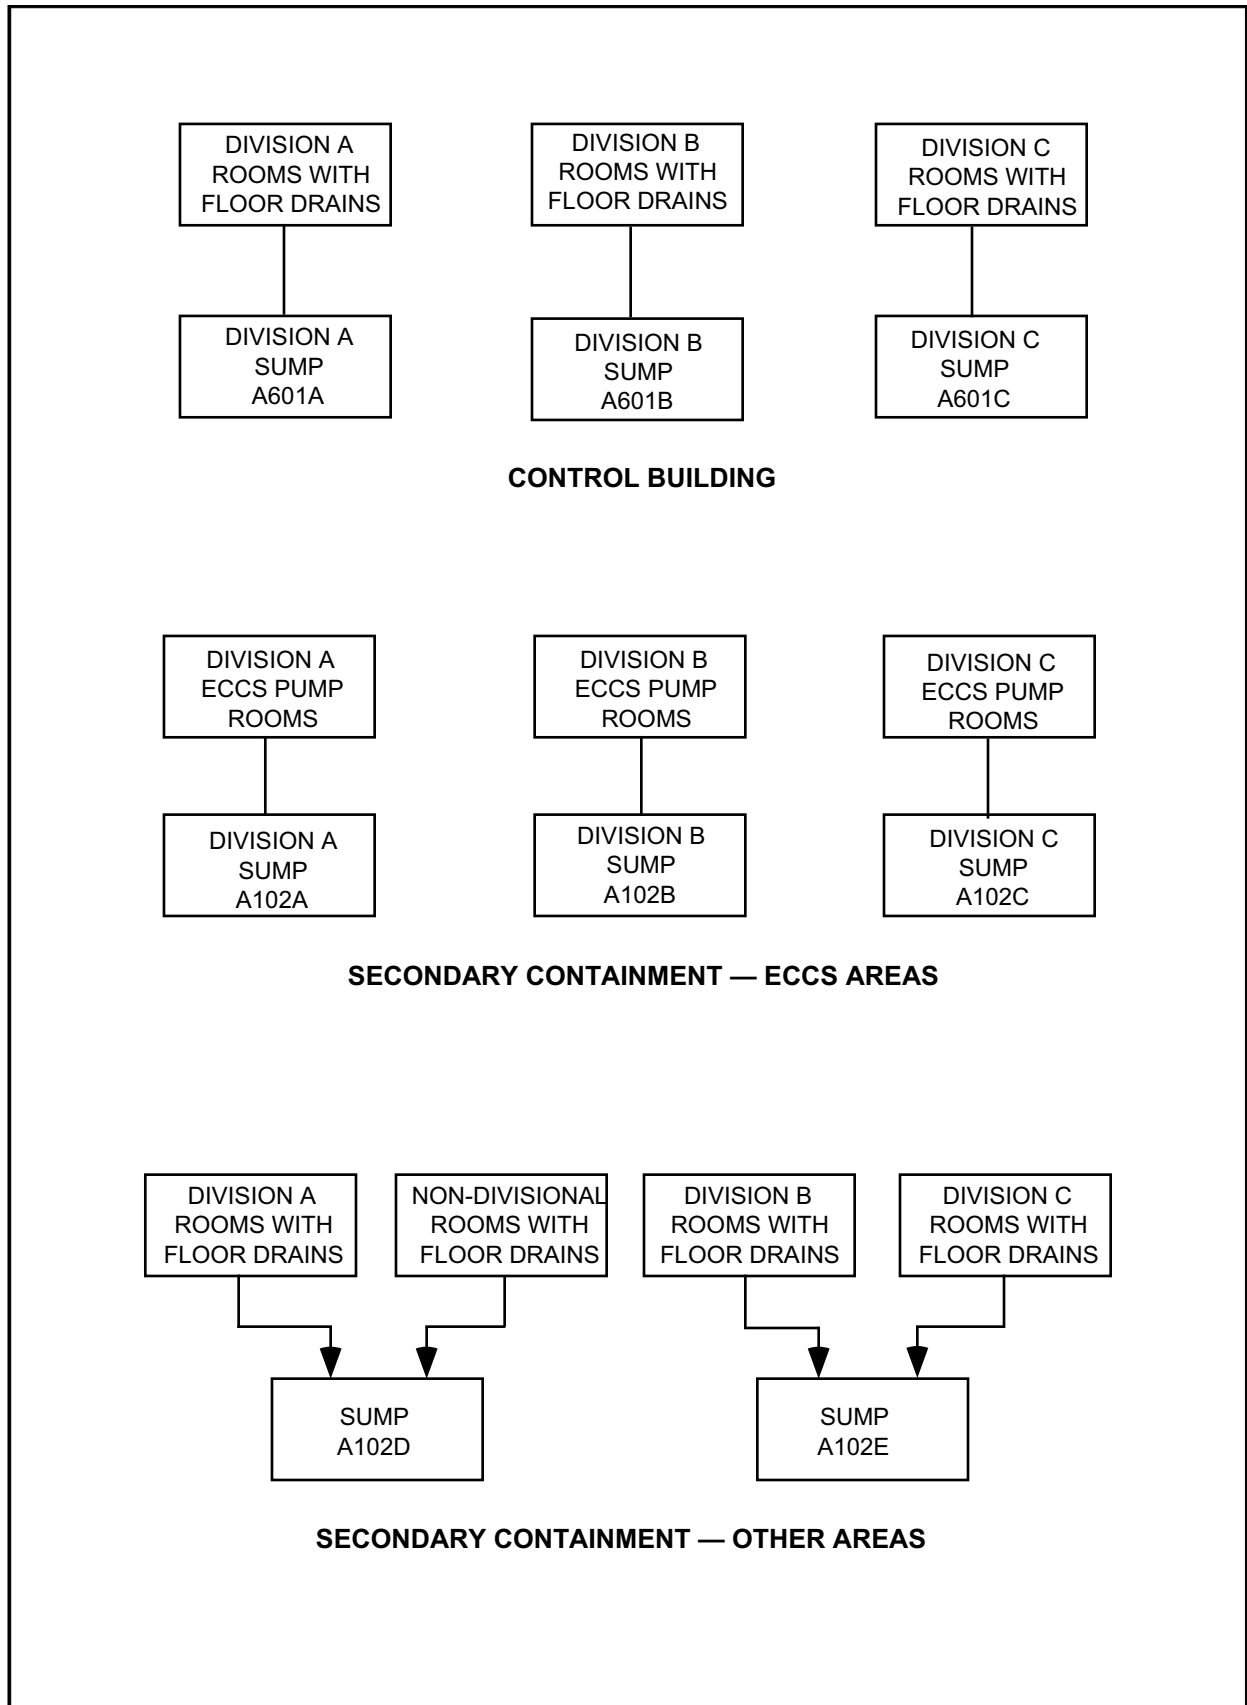 DIVISION A
ROOMS WITH
FLOOR DRAINS
DIVISION B
ROOMS WITH
FLOOR DRAINS
DIVISION C
ROOMS WITH
FLOOR DRAINS
DIVISION A
SUMP
A601A
DIVISION B
SUMP
A601B
DIVISION C
SUMP
A601C
CONTROL BUILDING
DIVISION A
ECCS PUMP
ROOMS
DIVISION B
ECCS PUMP
ROOMS
DIVISION C
ECCS PUMP
ROOMS
DIVISION A
SUMP
A102A
DIVISION B
SUMP
A102B
DIVISION C
SUMP
A102C
SECONDARY CONTAINMENT — ECCS AREAS
DIVISION A
ROOMS WITH
FLOOR DRAINS
NON-DIVISIONAL
ROOMS WITH
FLOOR DRAINS
DIVISION B
ROOMS WITH
FLOOR DRAINS
DIVISION C
ROOMS WITH
FLOOR DRAINS
SUMP
A102D
SUMP
A102E
SECONDARY CONTAINMENT — OTHER AREAS